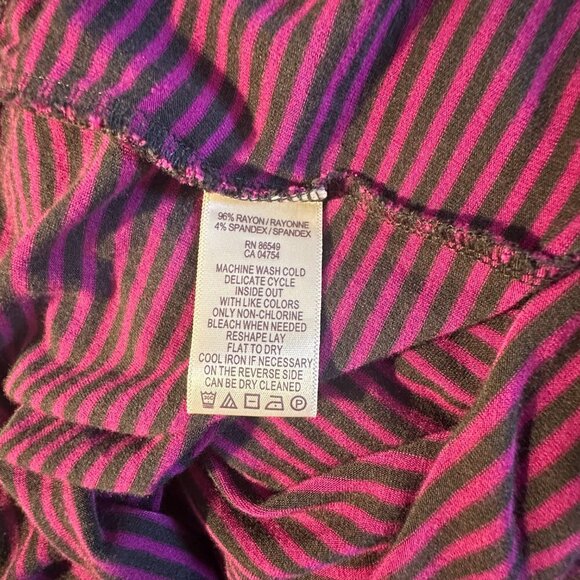 96% RAYON / RAYONNE
4% SPANDEX / SPANDEX
RN 86549
CA 04754
MACHINE WASH COLD
DELICATE CYCLE
INSIDE OUT
WITH LIKE COLORS
ONLY NON-CHLORINE
BLEACH WHEN NEEDED
RESHAPE LAY
FLAT TO DRY
COOL IRON IF NECESSARY
ON THE REVERSE SIDE
CAN BE DRY CLEANED
P